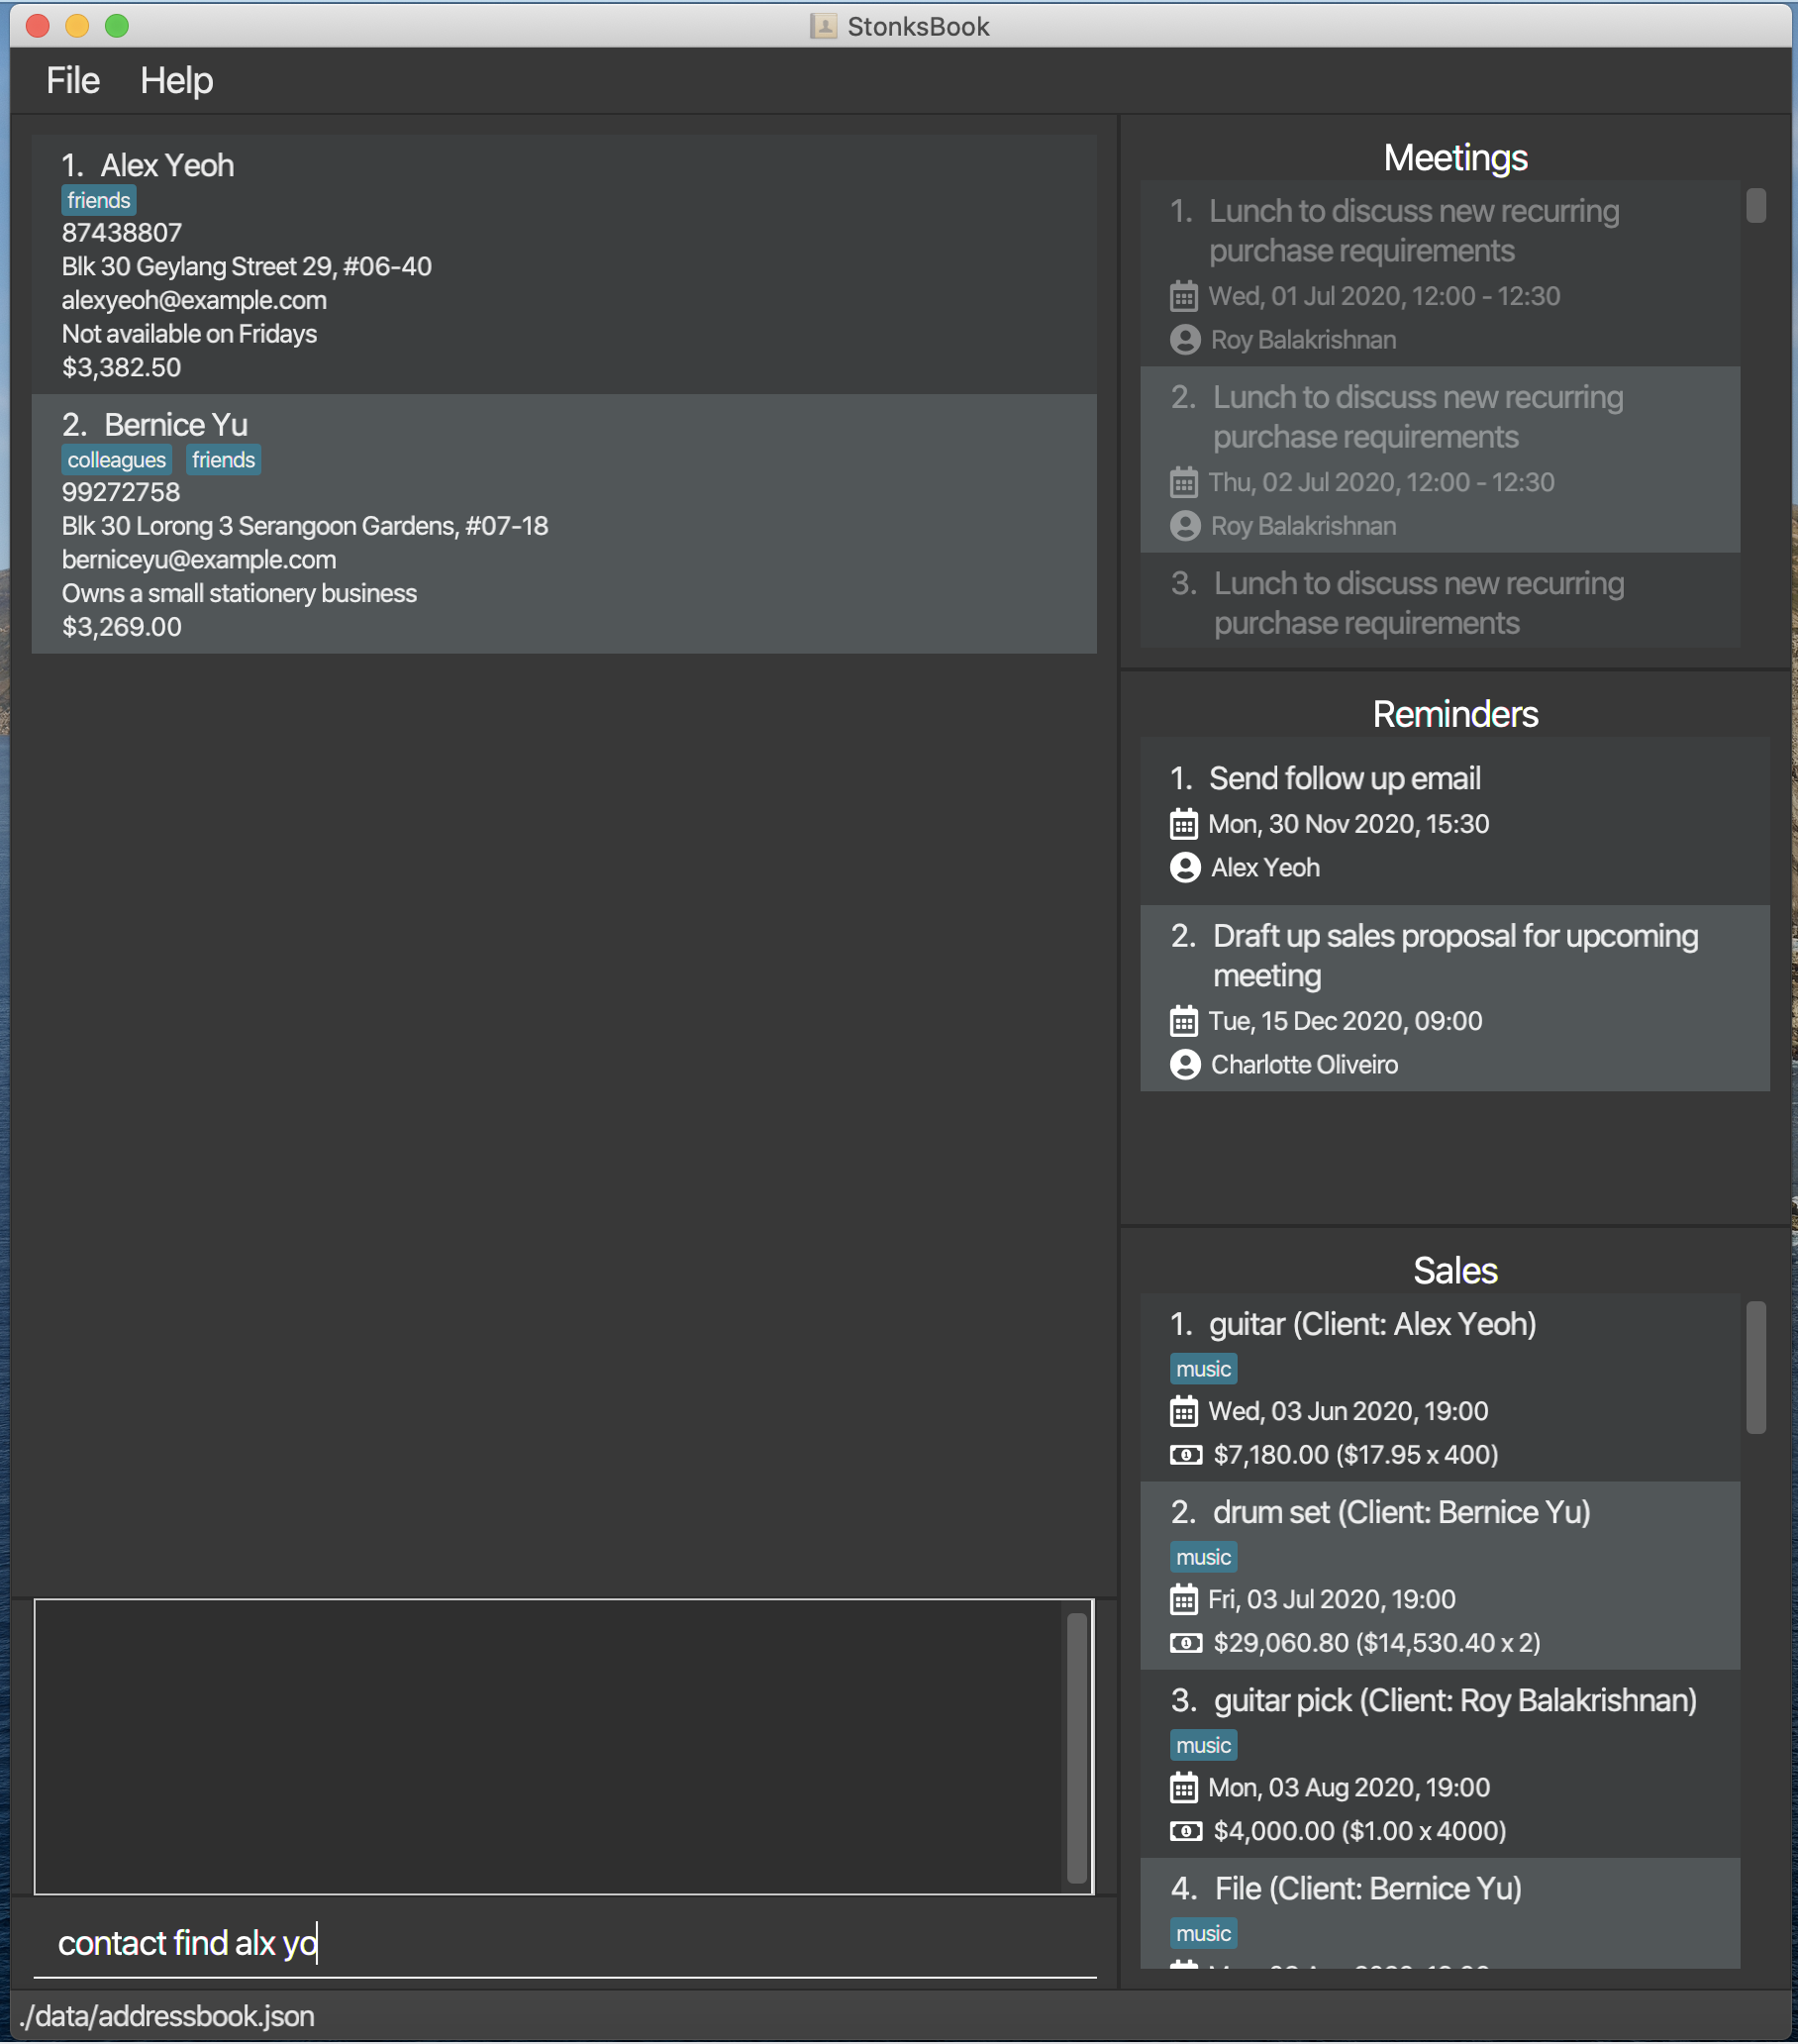 StonksBook
File Help
1. Alex Yeoh
friends
87438807
Blk 30 Geylang Street 29, #06-40
alexyeoh@example.com
Not available on Fridays
$3,382.50
2. Bernice Yu
colleagues friends
99272758
Blk 30 Lorong 3 Serangoon Gardens, #07-18
berniceyu@example.com
Owns a small stationery business
$3,269.00
contact find alx yo
./data/addressbook.json
Meetings
1. Lunch to discuss new recurring
purchase requirements
Wed, 01 Jul 2020, 12:00 - 12:30
Roy Balakrishnan
2. Lunch to discuss new recurring
purchase requirements
Thu, 02 Jul 2020, 12:00 - 12:30
Roy Balakrishnan
3. Lunch to discuss new recurring
purchase requirements
Reminders
1. Send follow up email
Mon, 30 Nov 2020, 15:30
Alex Yeoh
2. Draft up sales proposal for upcoming
meeting
Tue, 15 Dec 2020, 09:00
Charlotte Oliveiro
Sales
1. guitar (Client: Alex Yeoh)
music
Wed, 03 Jun 2020, 19:00
$7,180.00 ($17.95 x 400)
2. drum set (Client: Bernice Yu)
music
Fri, 03 Jul 2020, 19:00
$29,060.80 ($14,530.40 x 2)
3. guitar pick (Client: Roy Balakrishnan)
music
Mon, 03 Aug 2020, 19:00
$4,000.00 ($1.00 x 4000)
4. File (Client: Bernice Yu)
music